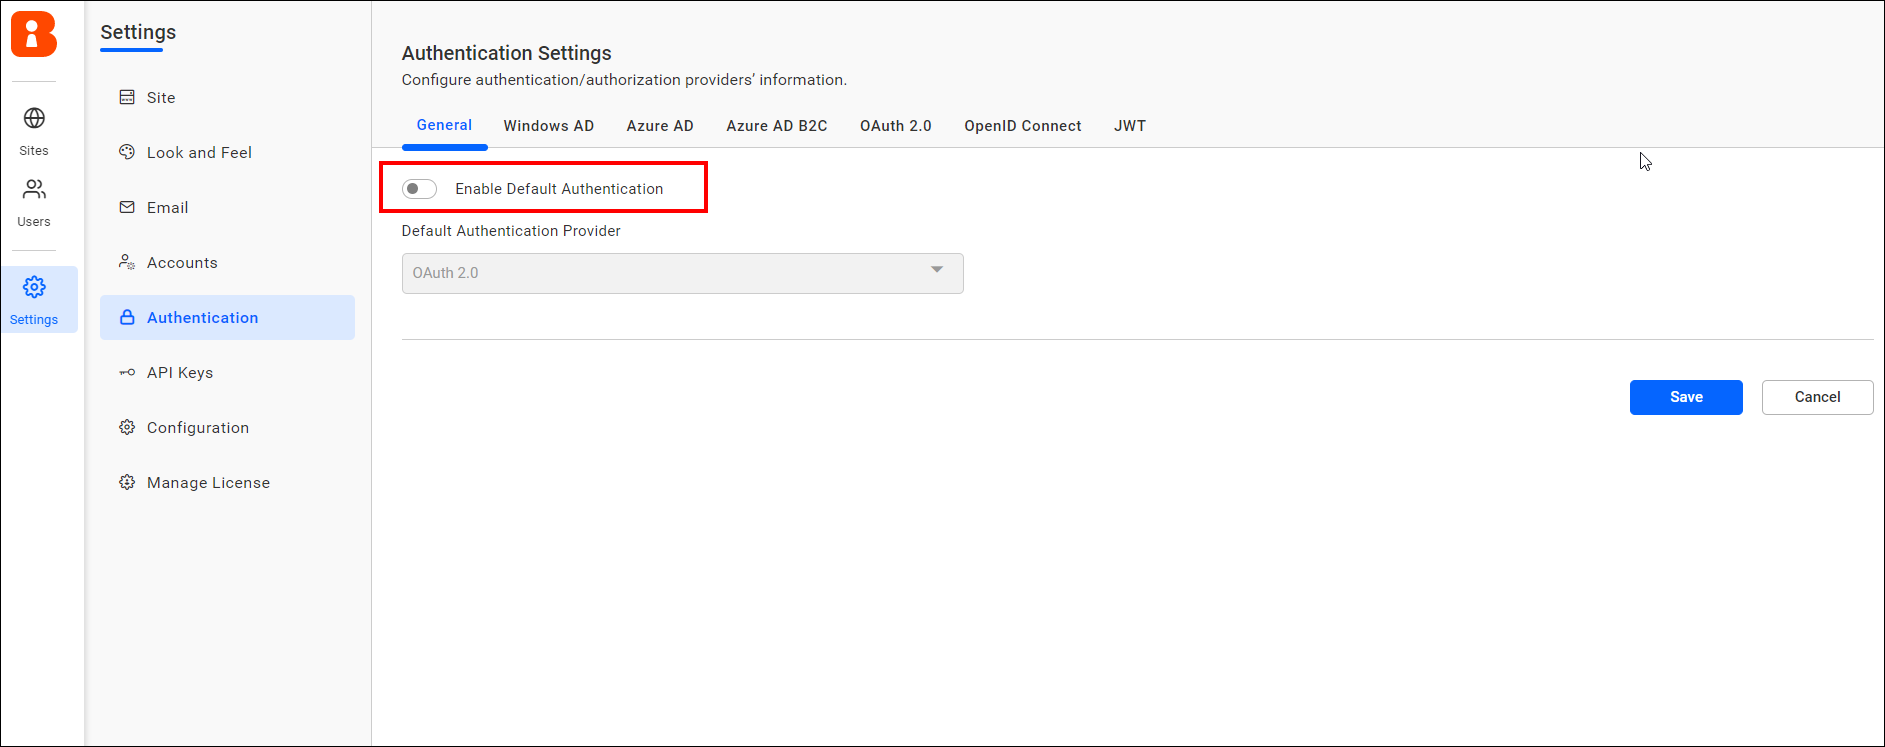 Sites
Users
Settings
Settings
Site
Look and Feel
Email
Accounts
Authentication
API Keys
Configuration
Manage License
Authentication Settings
Configure authentication/authorization providers’ information.
General Windows AD Azure AD Azure AD B2C OAuth 2.0 OpenID Connect JWT
Enable Default Authentication
Default Authentication Provider
OAuth 2.0
Save Cancel